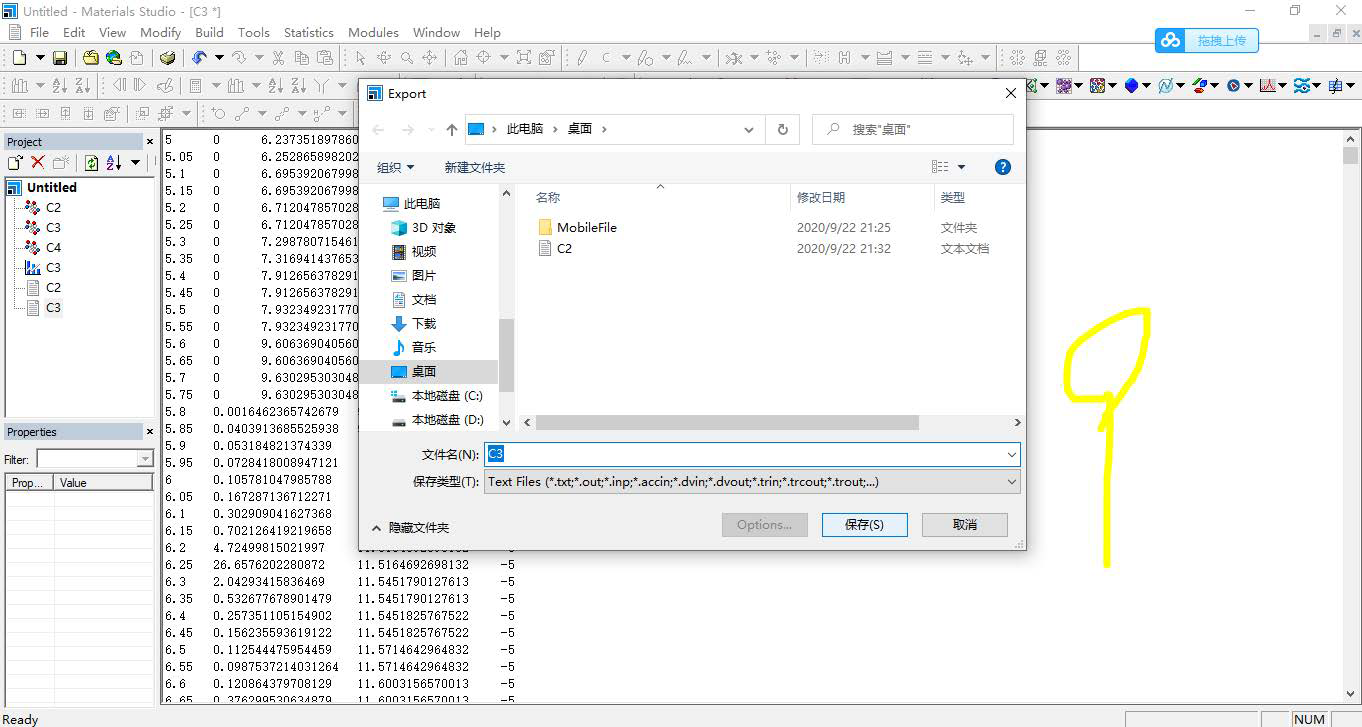 Untitled - Materials Studio - [C3 *]
File Edit View Modify Build Tools Statistics Modules Window Help
拖拽上传
Project
Untitled
C2
C3
C4
C3
C2
C3
Properties
Filter:
Prop... Value
5 0 6.237351897860
5.05 0 6.252865898202
5.1 0 6.695392067998
5.15 0 6.695392067998
5.2 0 6.712047857028
5.25 0 6.712047857028
5.3 0 7.298780715461
5.35 0 7.316941437653
5.4 0 7.912656378291
5.45 0 7.912656378291
5.5 0 7.932349231770
5.55 0 7.932349231770
5.6 0 9.606369040560
5.65 0 9.606369040560
5.7 0 9.630295303048
5.75 0 9.630295303048
5.8 0.0016462365742679
5.85 0.0403913685525938
5.9 0.053184821374339
5.95 0.0728418008947121
6 0.105781047985788
6.05 0.167287136712271
6.1 0.302909041627368
6.15 0.702126419219658
6.2 4.72499815021997
6.25 26.6576202280872 11.5164692698132 -5
6.3 2.04293415836469 11.5451790127613 -5
6.35 0.532677678901479 11.5451790127613 -5
6.4 0.257351105154902 11.5451825767522 -5
6.45 0.156235593619122 11.5451825767522 -5
6.5 0.112544475954459 11.5714642964832 -5
6.55 0.0987537214031264 11.5714642964832 -5
6.6 0.120864379708129 11.6003156570013 -5
6.65 0.376299530634879 11.6003156570013 -5
Export
此电脑 › 桌面 ›
搜索"桌面"
组织 新建文件夹
此电脑
3D 对象
视频
图片
文档
下载
音乐
桌面
本地磁盘 (C:)
本地磁盘 (D:)
名称 修改日期 类型
MobileFile 2020/9/22 21:25 文件夹
C2 2020/9/22 21:32 文本文档
文件名(N): C3
保存类型(T): Text Files (*.txt;*.out;*.inp;*.accin;*.dvin;*.dvout;*.trin;*.trcout;*.trout;...)
隐藏文件夹
Options... 保存(S) 取消
Ready
NUM